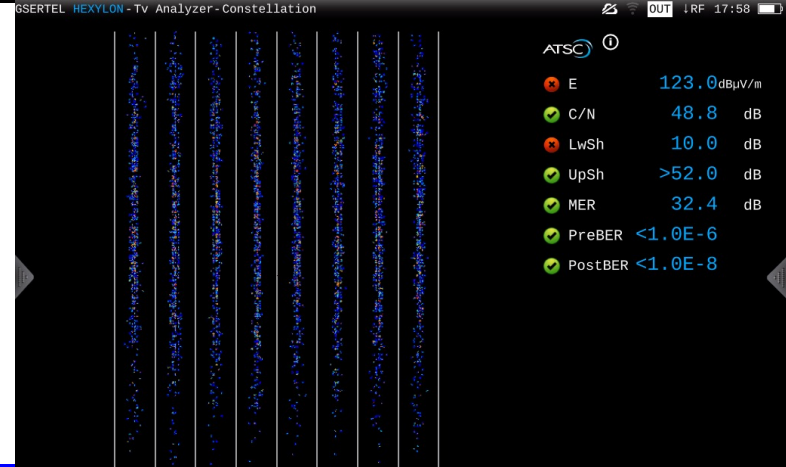 GSERTEL HEXYLON-Tv Analyzer-Constellation OUT ↓RF 17:58
ATSC
E 123.0dBµV/m
C/N 48.8 dB
LwSh 10.0 dB
UpSh >52.0 dB
MER 32.4 dB
PreBER <1.0E-6
PostBER <1.0E-8